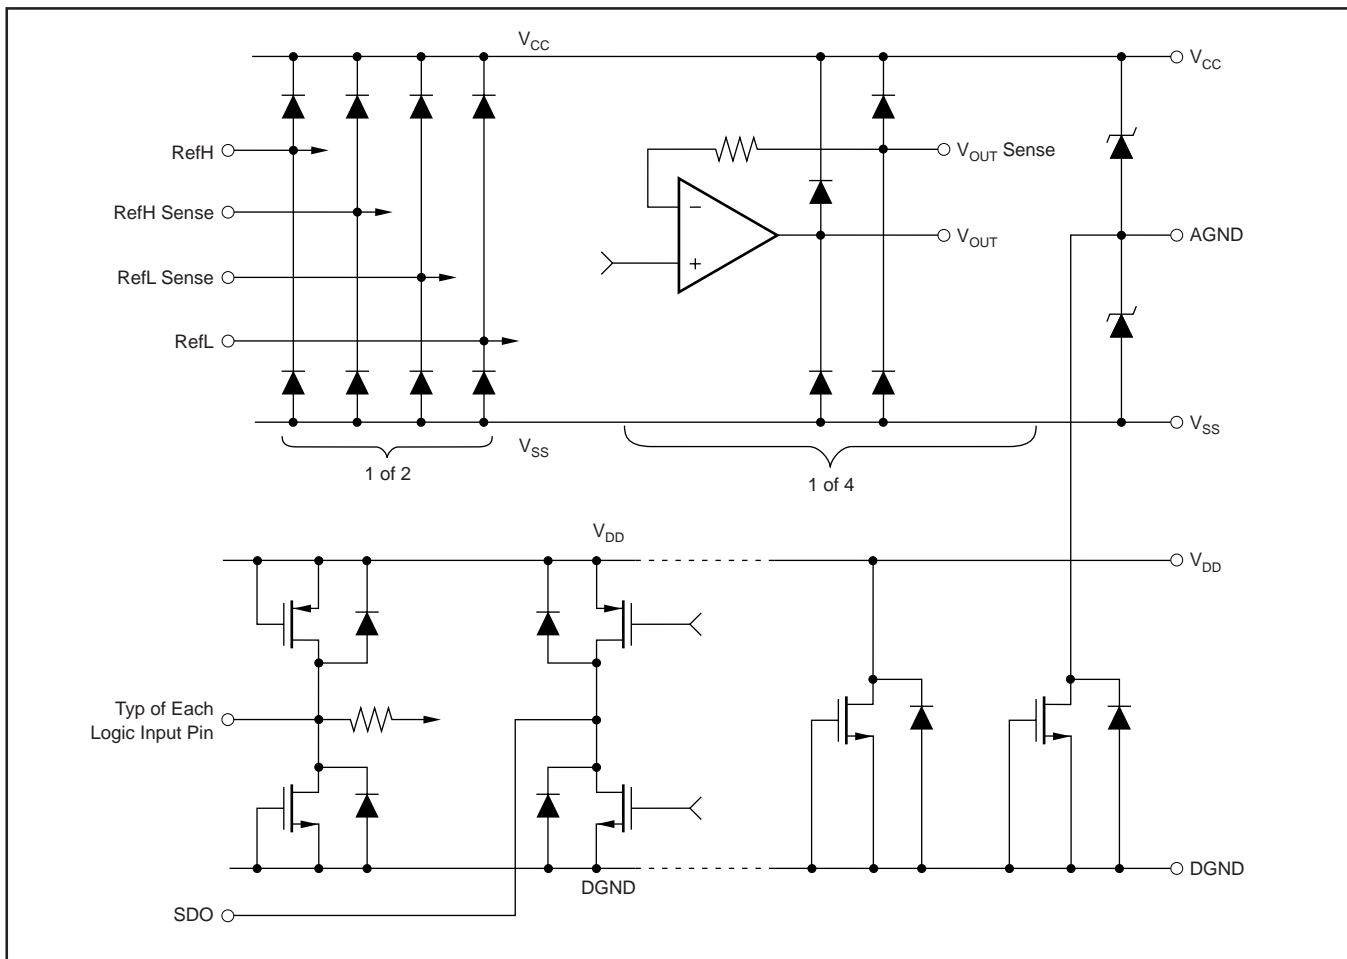 V_CC
V_CC
RefH
V_OUT Sense
−
RefH Sense
V_OUT
AGND
+
RefL Sense
RefL
V_SS
V_SS
1 of 2
1 of 4
V_DD
V_DD
Typ of Each
Logic Input Pin
DGND
DGND
SDO